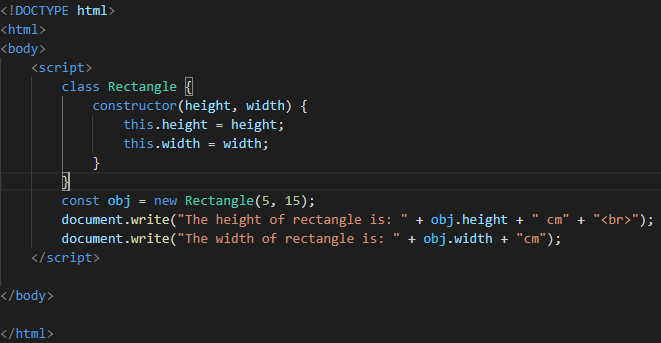 <!DOCTYPE html>
<html>
<body>
    <script>
        class Rectangle {
            constructor(height, width) {
                this.height = height;
                this.width = width;
            }
        }
        const obj = new Rectangle(5, 15);
        document.write("The height of rectangle is: " + obj.height + " cm" + "<br>");
        document.write("The width of rectangle is: " + obj.width + "cm");
    </script>
</body>
</html>